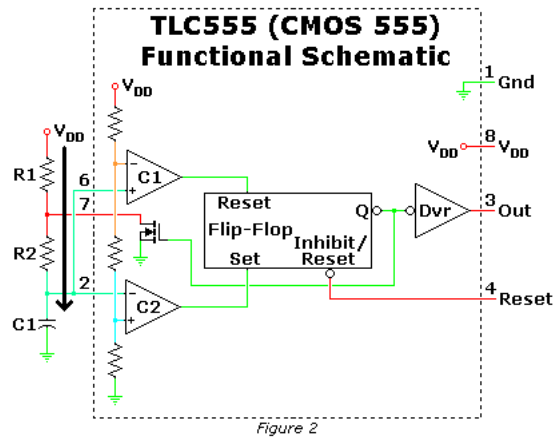 TLC555 (CMOS 555)
Functional Schematic
1
Gnd
VDD
VDD
VDD
8
VDD
R1
6
−
+
C1
7
Reset
Q
Flip-Flop
Inhibit/
Reset
Set
Dvr
3
Out
R2
2
−
+
C2
4
Reset
C1
Figure 2